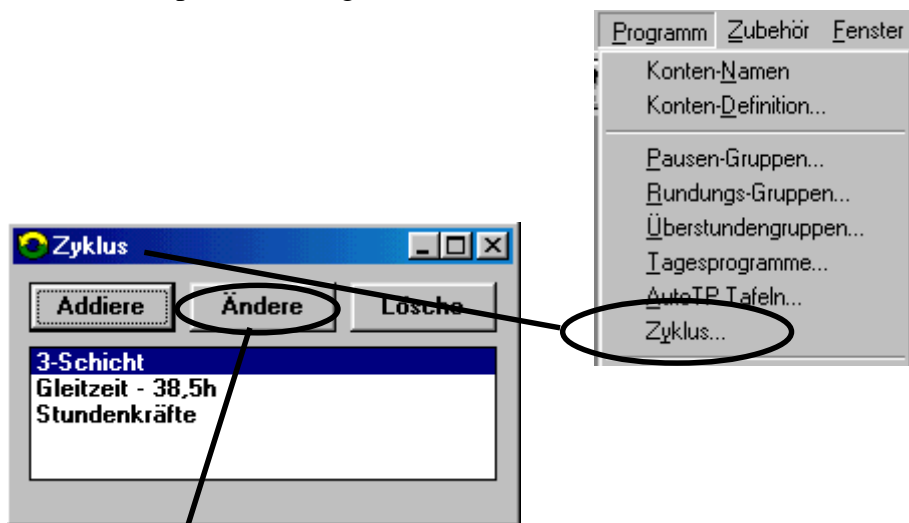 Programm Zubehör Fenster
Konten-Namen
Konten-Definition...
Pausen-Gruppen...
Rundungs-Gruppen...
Überstundengruppen...
Tagesprogramme...
AutoTP Tafeln...
Zyklus...
Zyklus
Addiere Ändere Lösche
3-Schicht
Gleitzeit - 38,5h
Stundenkräfte